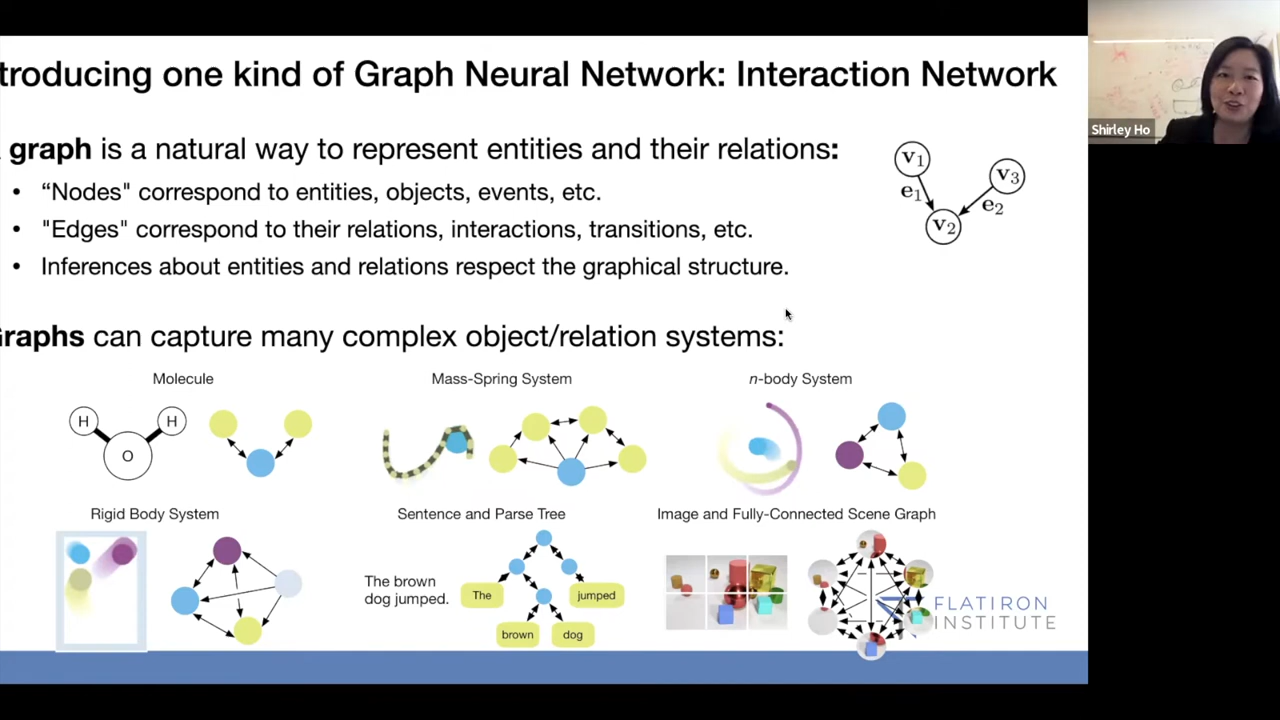 troducing one kind of Graph Neural Network: Interaction Network
Shirley Ho
graph is a natural way to represent entities and their relations:
• “Nodes" correspond to entities, objects, events, etc.
• "Edges" correspond to their relations, interactions, transitions, etc.
• Inferences about entities and relations respect the graphical structure.
v1
v3
e1
e2
v2
Graphs can capture many complex object/relation systems:
Molecule
Mass-Spring System
n-body System
H
H
O
Rigid Body System
Sentence and Parse Tree
Image and Fully-Connected Scene Graph
The brown
dog jumped.
The
jumped
brown
dog
FLATIRON
INSTITUTE